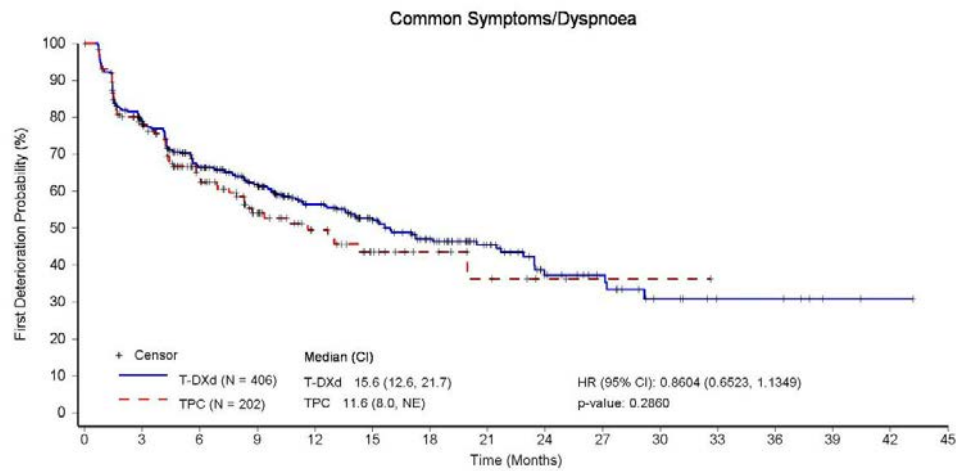 Common Symptoms/Dyspnoea
First Deterioration Probability (%)
100
90
80
70
60
50
40
30
20
10
0
+ Censor
T-DXd (N = 406)
TPC (N = 202)
Median (CI)
T-DXd 15.6 (12.6, 21.7)
TPC 11.6 (8.0, NE)
HR (95% CI): 0.8604 (0.6523, 1.1349)
p-value: 0.2860
0 3 6 9 12 15 18 21 24 27 30 33 36 39 42 45
Time (Months)